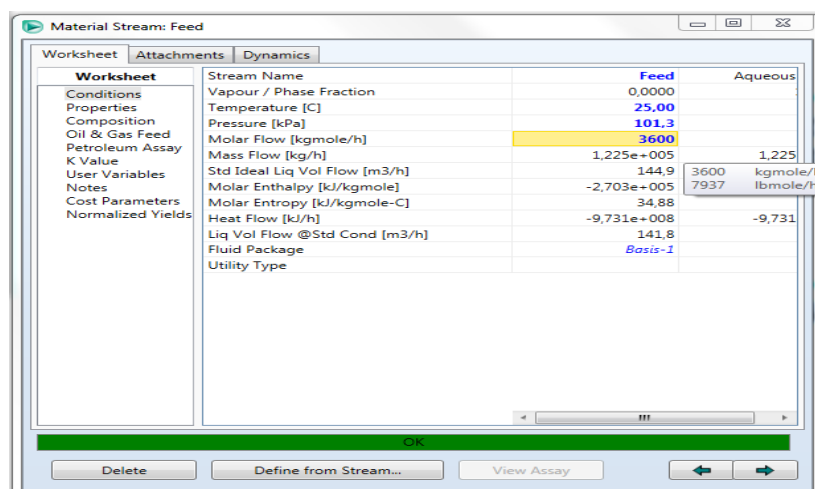 Material Stream: Feed
Worksheet Attachments Dynamics
Worksheet
Conditions
Properties
Composition
Oil & Gas Feed
Petroleum Assay
K Value
User Variables
Notes
Cost Parameters
Normalized Yields
Stream Name Feed Aqueous
Vapour / Phase Fraction 0,0000
Temperature [C] 25,00
Pressure [kPa] 101,3
Molar Flow [kgmole/h] 3600
Mass Flow [kg/h] 1,225e+005 1,225
Std Ideal Liq Vol Flow [m3/h] 144,9
Molar Enthalpy [kJ/kgmole] -2,703e+005
Molar Entropy [kJ/kgmole-C] 34,88
Heat Flow [kJ/h] -9,731e+008 -9,731
Liq Vol Flow @Std Cond [m3/h] 141,8
Fluid Package Basis-1
Utility Type
3600 kgmole/
7937 lbmole/h
OK
Delete Define from Stream... View Assay